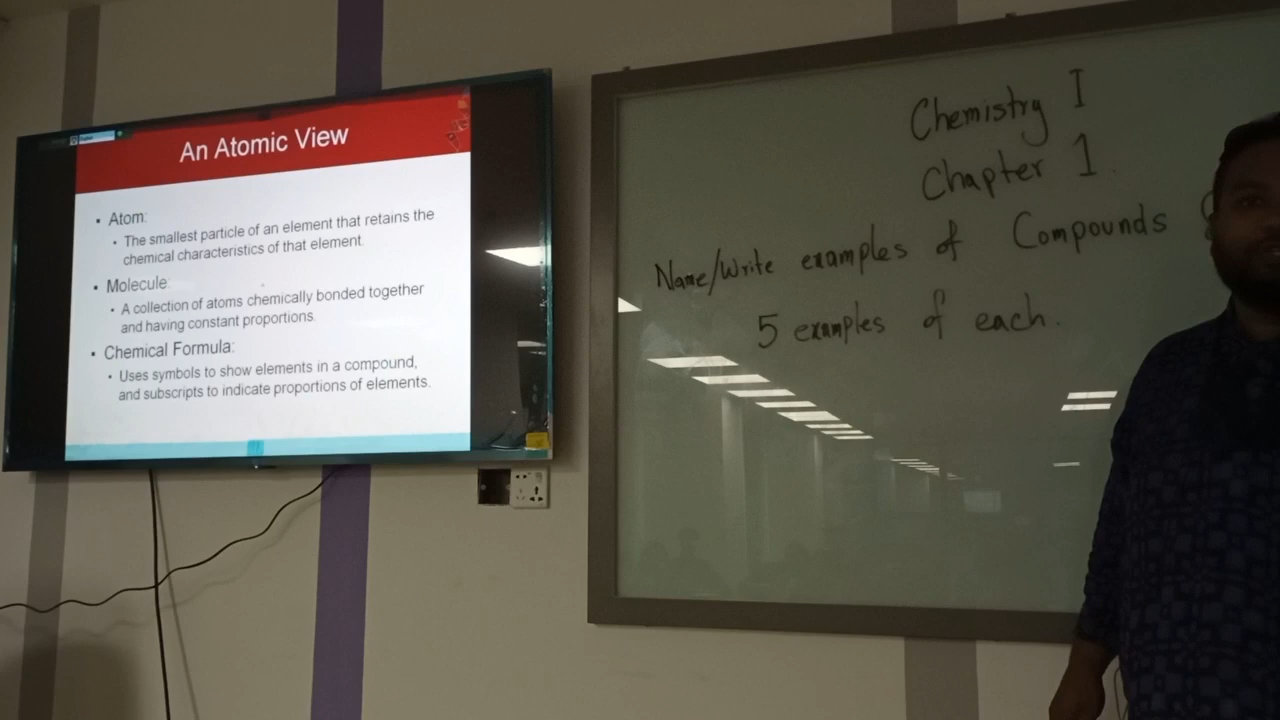 An Atomic View
▪ Atom:
• The smallest particle of an element that retains the
chemical characteristics of that element.
▪ Molecule:
• A collection of atoms chemically bonded together
and having constant proportions.
▪ Chemical Formula:
• Uses symbols to show elements in a compound,
and subscripts to indicate proportions of elements.
Chemistry I
Chapter 1.
Name/Write examples of Compounds
5 examples of each.